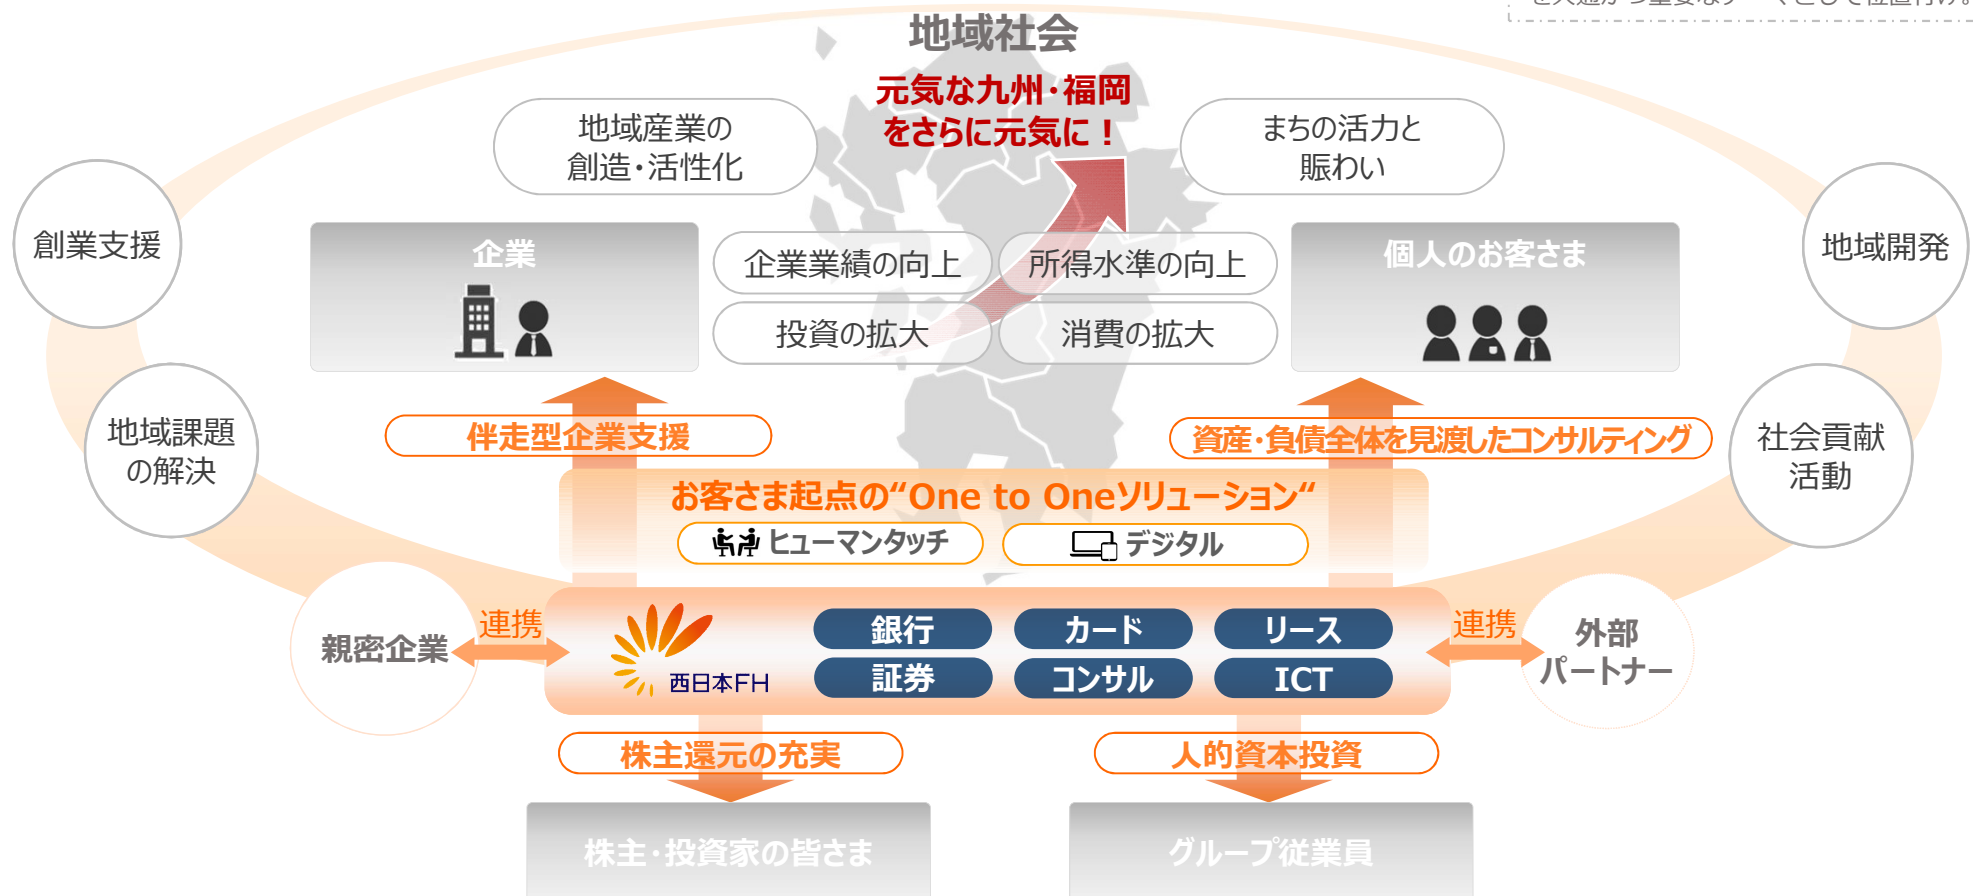 地域社会
元気な九州・福岡
をさらに元気に！
地域産業の
創造・活性化
まちの活力と
賑わい
創業支援
地域開発
企業
企業業績の向上
所得水準の向上
個人のお客さま
投資の拡大
消費の拡大
地域課題
の解決
伴走型企業支援
資産・負債全体を見渡したコンサルティング
社会貢献
活動
お客さま起点の“One to Oneソリューション“
ヒューマンタッチ
デジタル
親密企業
連携
西日本FH
銀行
カード
リース
証券
コンサル
ICT
連携
外部
パートナー
株主還元の充実
人的資本投資
株主・投資家の皆さま
グループ従業員